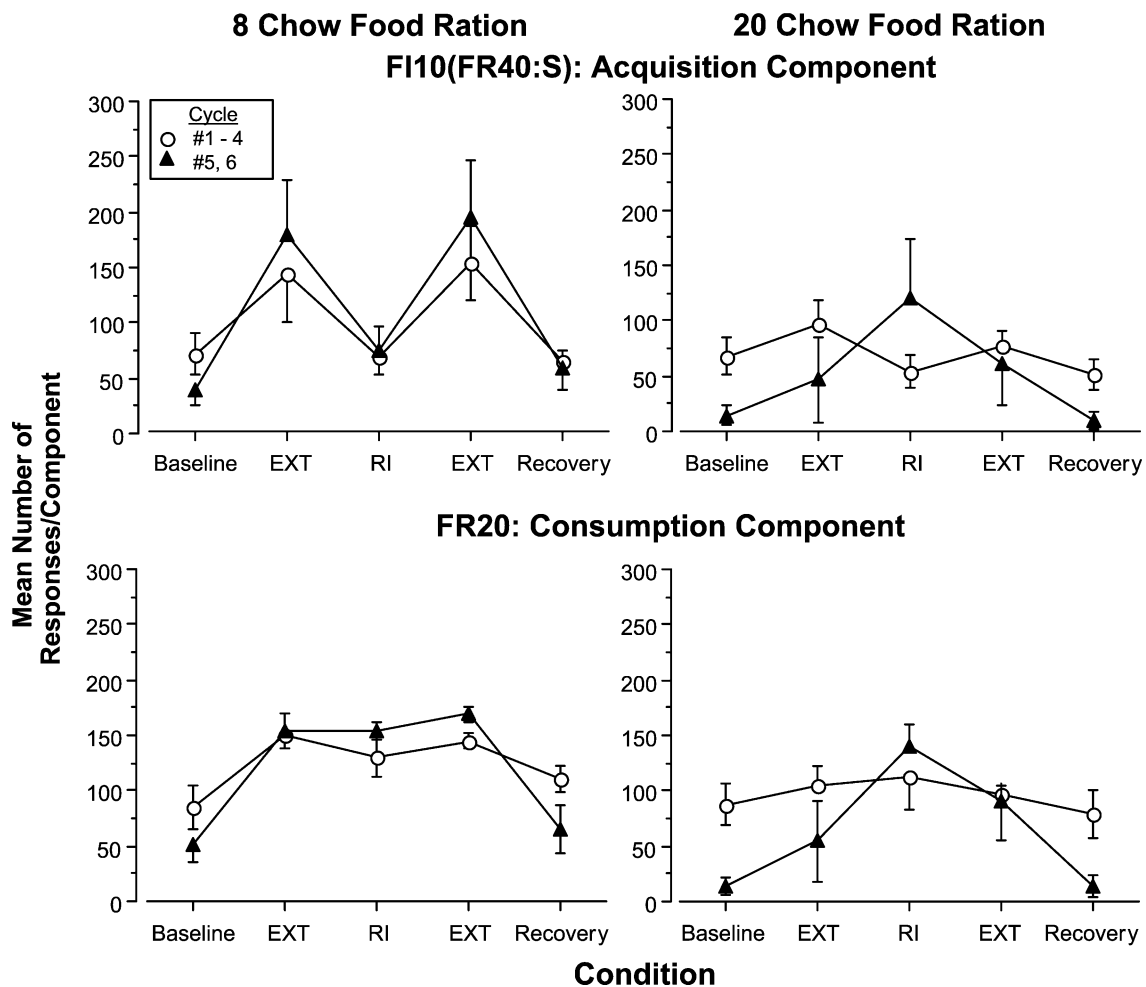 8 Chow Food Ration
20 Chow Food Ration
FI10(FR40:S): Acquisition Component
Cycle
#1 - 4
#5, 6
300
250
200
150
100
50
0
Baseline EXT RI EXT Recovery
300
250
200
150
100
50
0
Baseline EXT RI EXT Recovery
Mean Number of
Responses/Component
FR20: Consumption Component
300
250
200
150
100
50
0
Baseline EXT RI EXT Recovery
300
250
200
150
100
50
0
Baseline EXT RI EXT Recovery
Condition